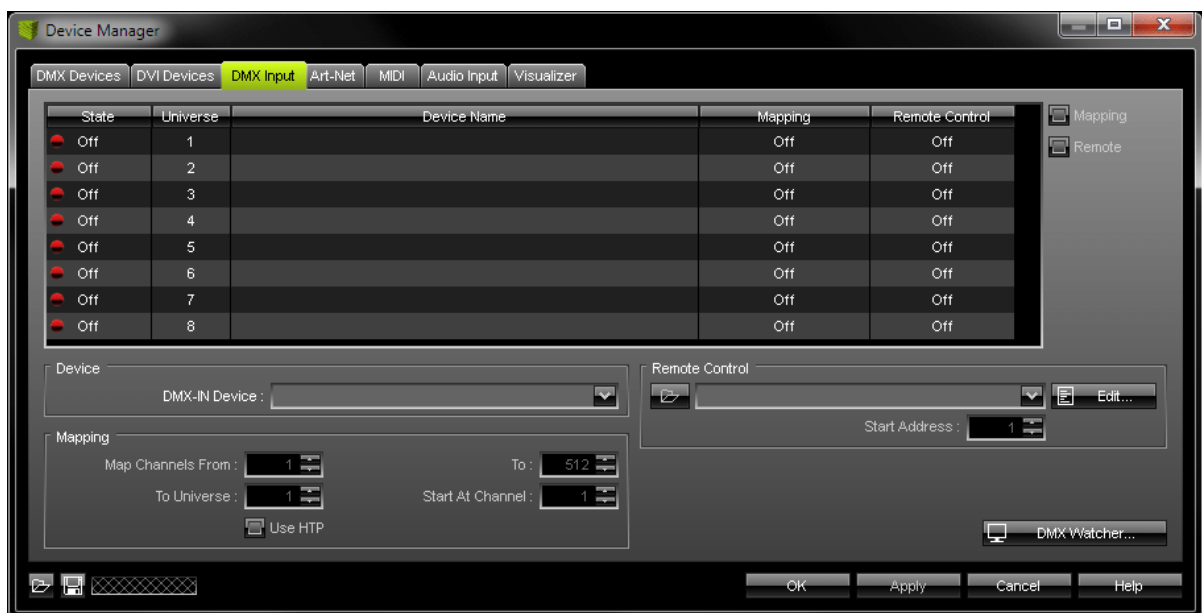 Device Manager
DMX Devices DVI Devices DMX Input Art-Net MIDI Audio Input Visualizer
State Universe Device Name Mapping Remote Control
Off 1 Off Off
Off 2 Off Off
Off 3 Off Off
Off 4 Off Off
Off 5 Off Off
Off 6 Off Off
Off 7 Off Off
Off 8 Off Off
Mapping
Remote
Device
DMX-IN Device :
Remote Control
Edit...
Start Address : 1
Mapping
Map Channels From : 1 To : 512
To Universe : 1 Start At Channel : 1
Use HTP
DMX Watcher...
OK Apply Cancel Help